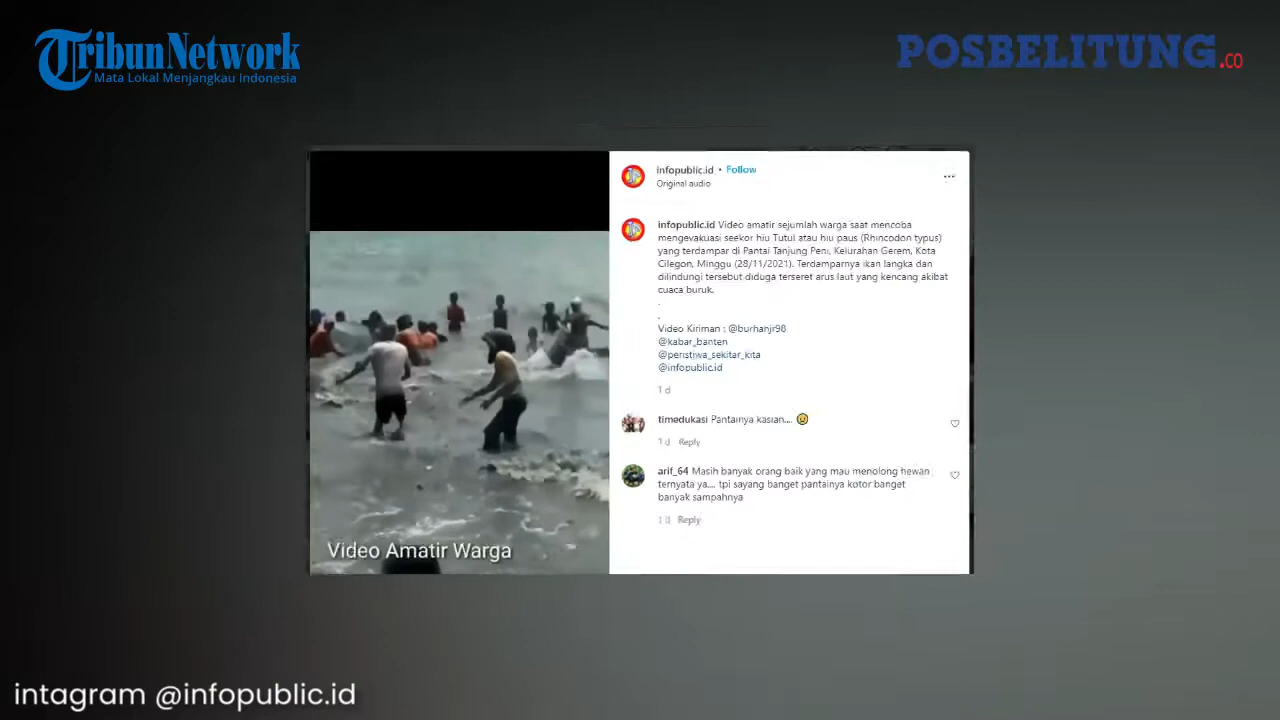 TribunNetwork
Mata Lokal Menjangkau Indonesia
POSBELITUNG.CO
infopublic.id • Follow
Original audio
infopublic.id Video amatir sejumlah warga saat mencoba
mengevakuasi seekor hiu Tutul atau hiu paus (Rhincodon typus)
yang terdampar di Pantai Tanjung Peni, Kelurahan Gerem, Kota
Cilegon, Minggu (28/11/2021). Terdamparnya ikan langka dan
dilindungi tersebut diduga terseret arus laut yang kencang akibat
cuaca buruk.
.
.
Video Kiriman : @burhanjr98
@kabar_banten
@peristiwa_sekitar_kita
@infopublic.id
1 d
timedukasi Pantainya kasian....
1 d Reply
arif_64 Masih banyak orang baik yang mau menolong hewan
ternyata ya.... tpi sayang banget pantainya kotor banget
banyak sampahnya
1 d Reply
Video Amatir Warga
intagram @infopublic.id